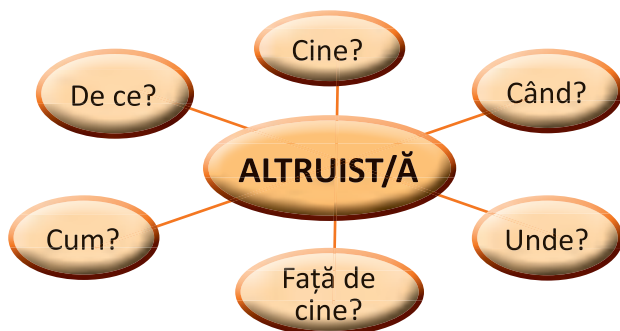 Cine?
De ce?
Când?
ALTRUIST/Ă
Cum?
Unde?
Față de
cine?